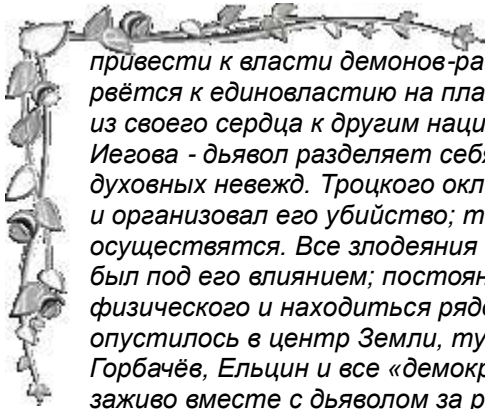 привести к власти демонов-ра
рвётся к единовластию на пла
из своего сердца к другим наци
Иегова - дьявол разделяет себя
духовных невежд. Троцкого окл
и организовал его убийство; т
осуществятся. Все злодеяния
был под его влиянием; постоян
физического и находиться рядо
опустилось в центр Земли, ту
Горбачёв, Ельцин и все «демокр
заживо вместе с дьяволом за р